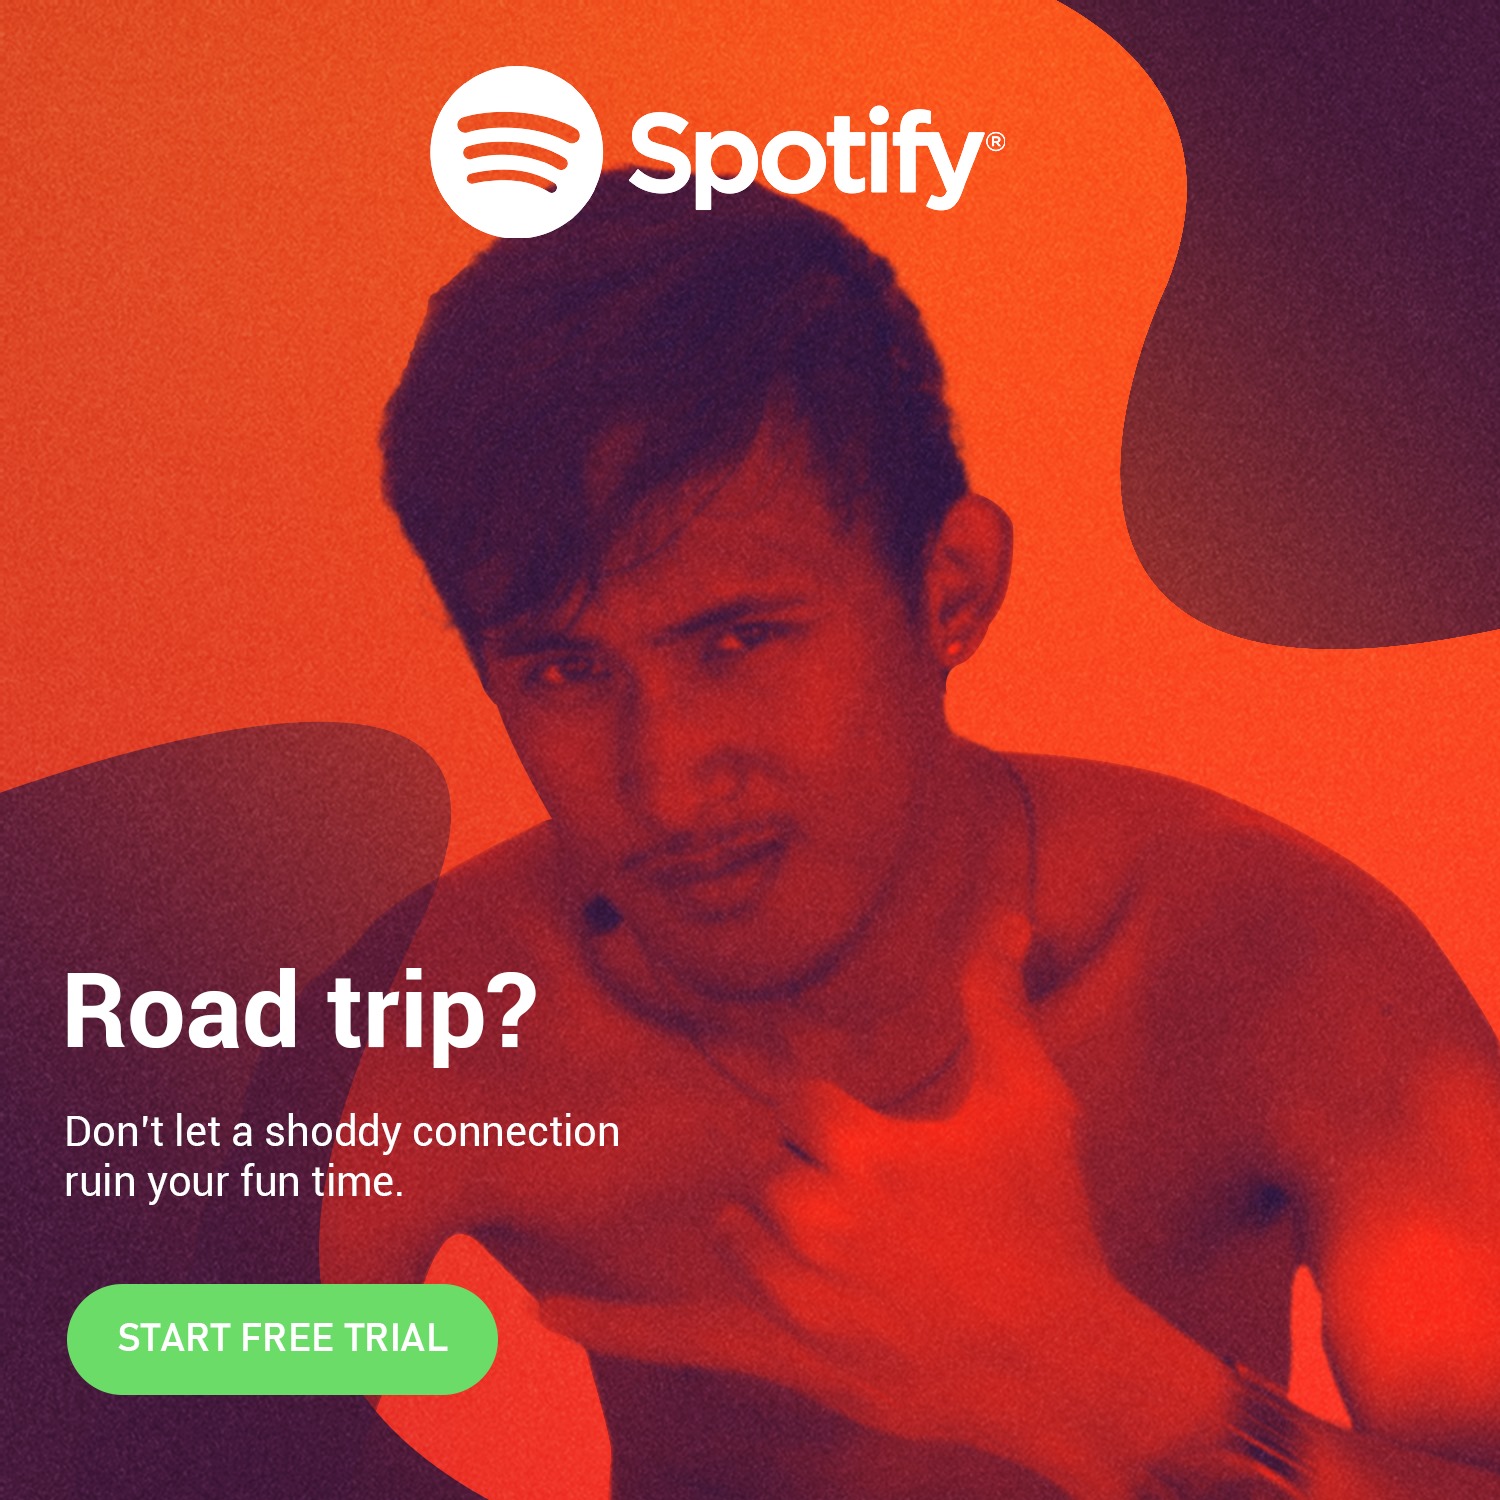 Spotify®
Road trip?
Don't let a shoddy connection
ruin your fun time.
START FREE TRIAL